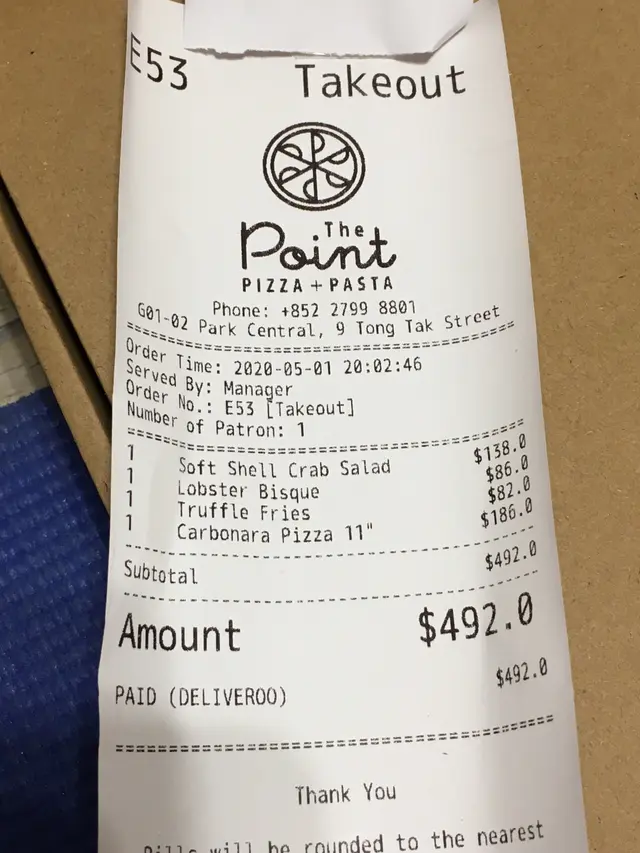 E53 Takeout
The
Point
PIZZA + PASTA
Phone: +852 2799 8801
G01-02 Park Central, 9 Tong Tak Street
Order Time: 2020-05-01 20:02:46
Served By: Manager
Order No.: E53 [Takeout]
Number of Patron: 1
1 Soft Shell Crab Salad $138.0
1 Lobster Bisque $86.0
1 Truffle Fries $82.0
1 Carbonara Pizza 11" $186.0
Subtotal $492.0
Amount $492.0
PAID (DELIVEROO) $492.0
Thank You
Bills will be rounded to the nearest